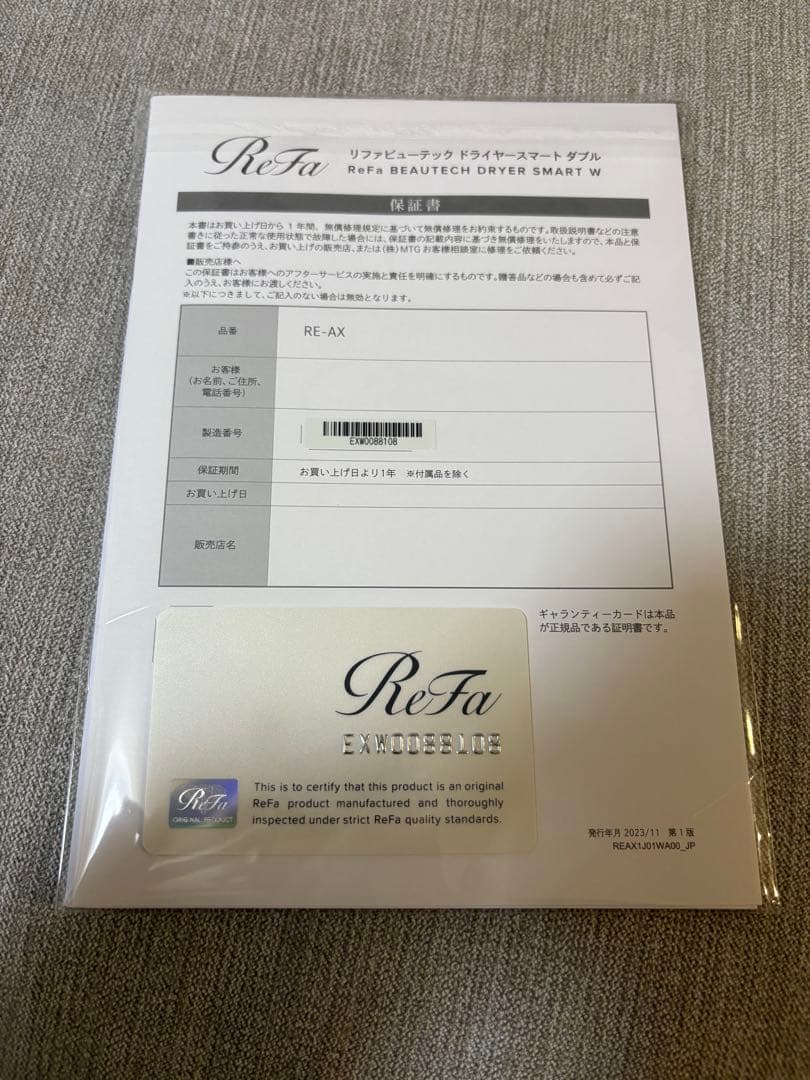 ReFa
リファビューテック ドライヤースマート ダブル
ReFa BEAUTECH DRYER SMART W
保証書
本書はお買い上げ日から1年間、無償修理規定に基づいて無償修理をお約束するものです。取扱説明書などの注意
書きに従った正常な使用状態で故障した場合には、保証書の記載内容に基づき無償修理をいたしますので、本品と保
証書をご持参のうえ、お買い上げの販売店、または(株)MTGお客様相談室に修理をご依頼ください。
■販売店様へ
この保証書はお客様へのアフターサービスの実施と責任を明確にするものです。贈答品などの場合も含めて必ずご記
入のうえ、お客様にお渡しください。
※以下につきまして、ご記入のない場合は無効となります。
品番 RE-AX
お客様
(お名前、ご住所、
電話番号)
製造番号 EXW0088108
保証期間 お買い上げ日より1年 ※付属品を除く
お買い上げ日
販売店名
ギャランティーカードは本品
が正規品である証明書です。
ReFa
EXW0088108
ReFa
ORIGINAL PRODUCT
This is to certify that this product is an original
ReFa product manufactured and thoroughly
inspected under strict ReFa quality standards.
発行年月 2023/11 第1版
REAX1J01WA00_JP